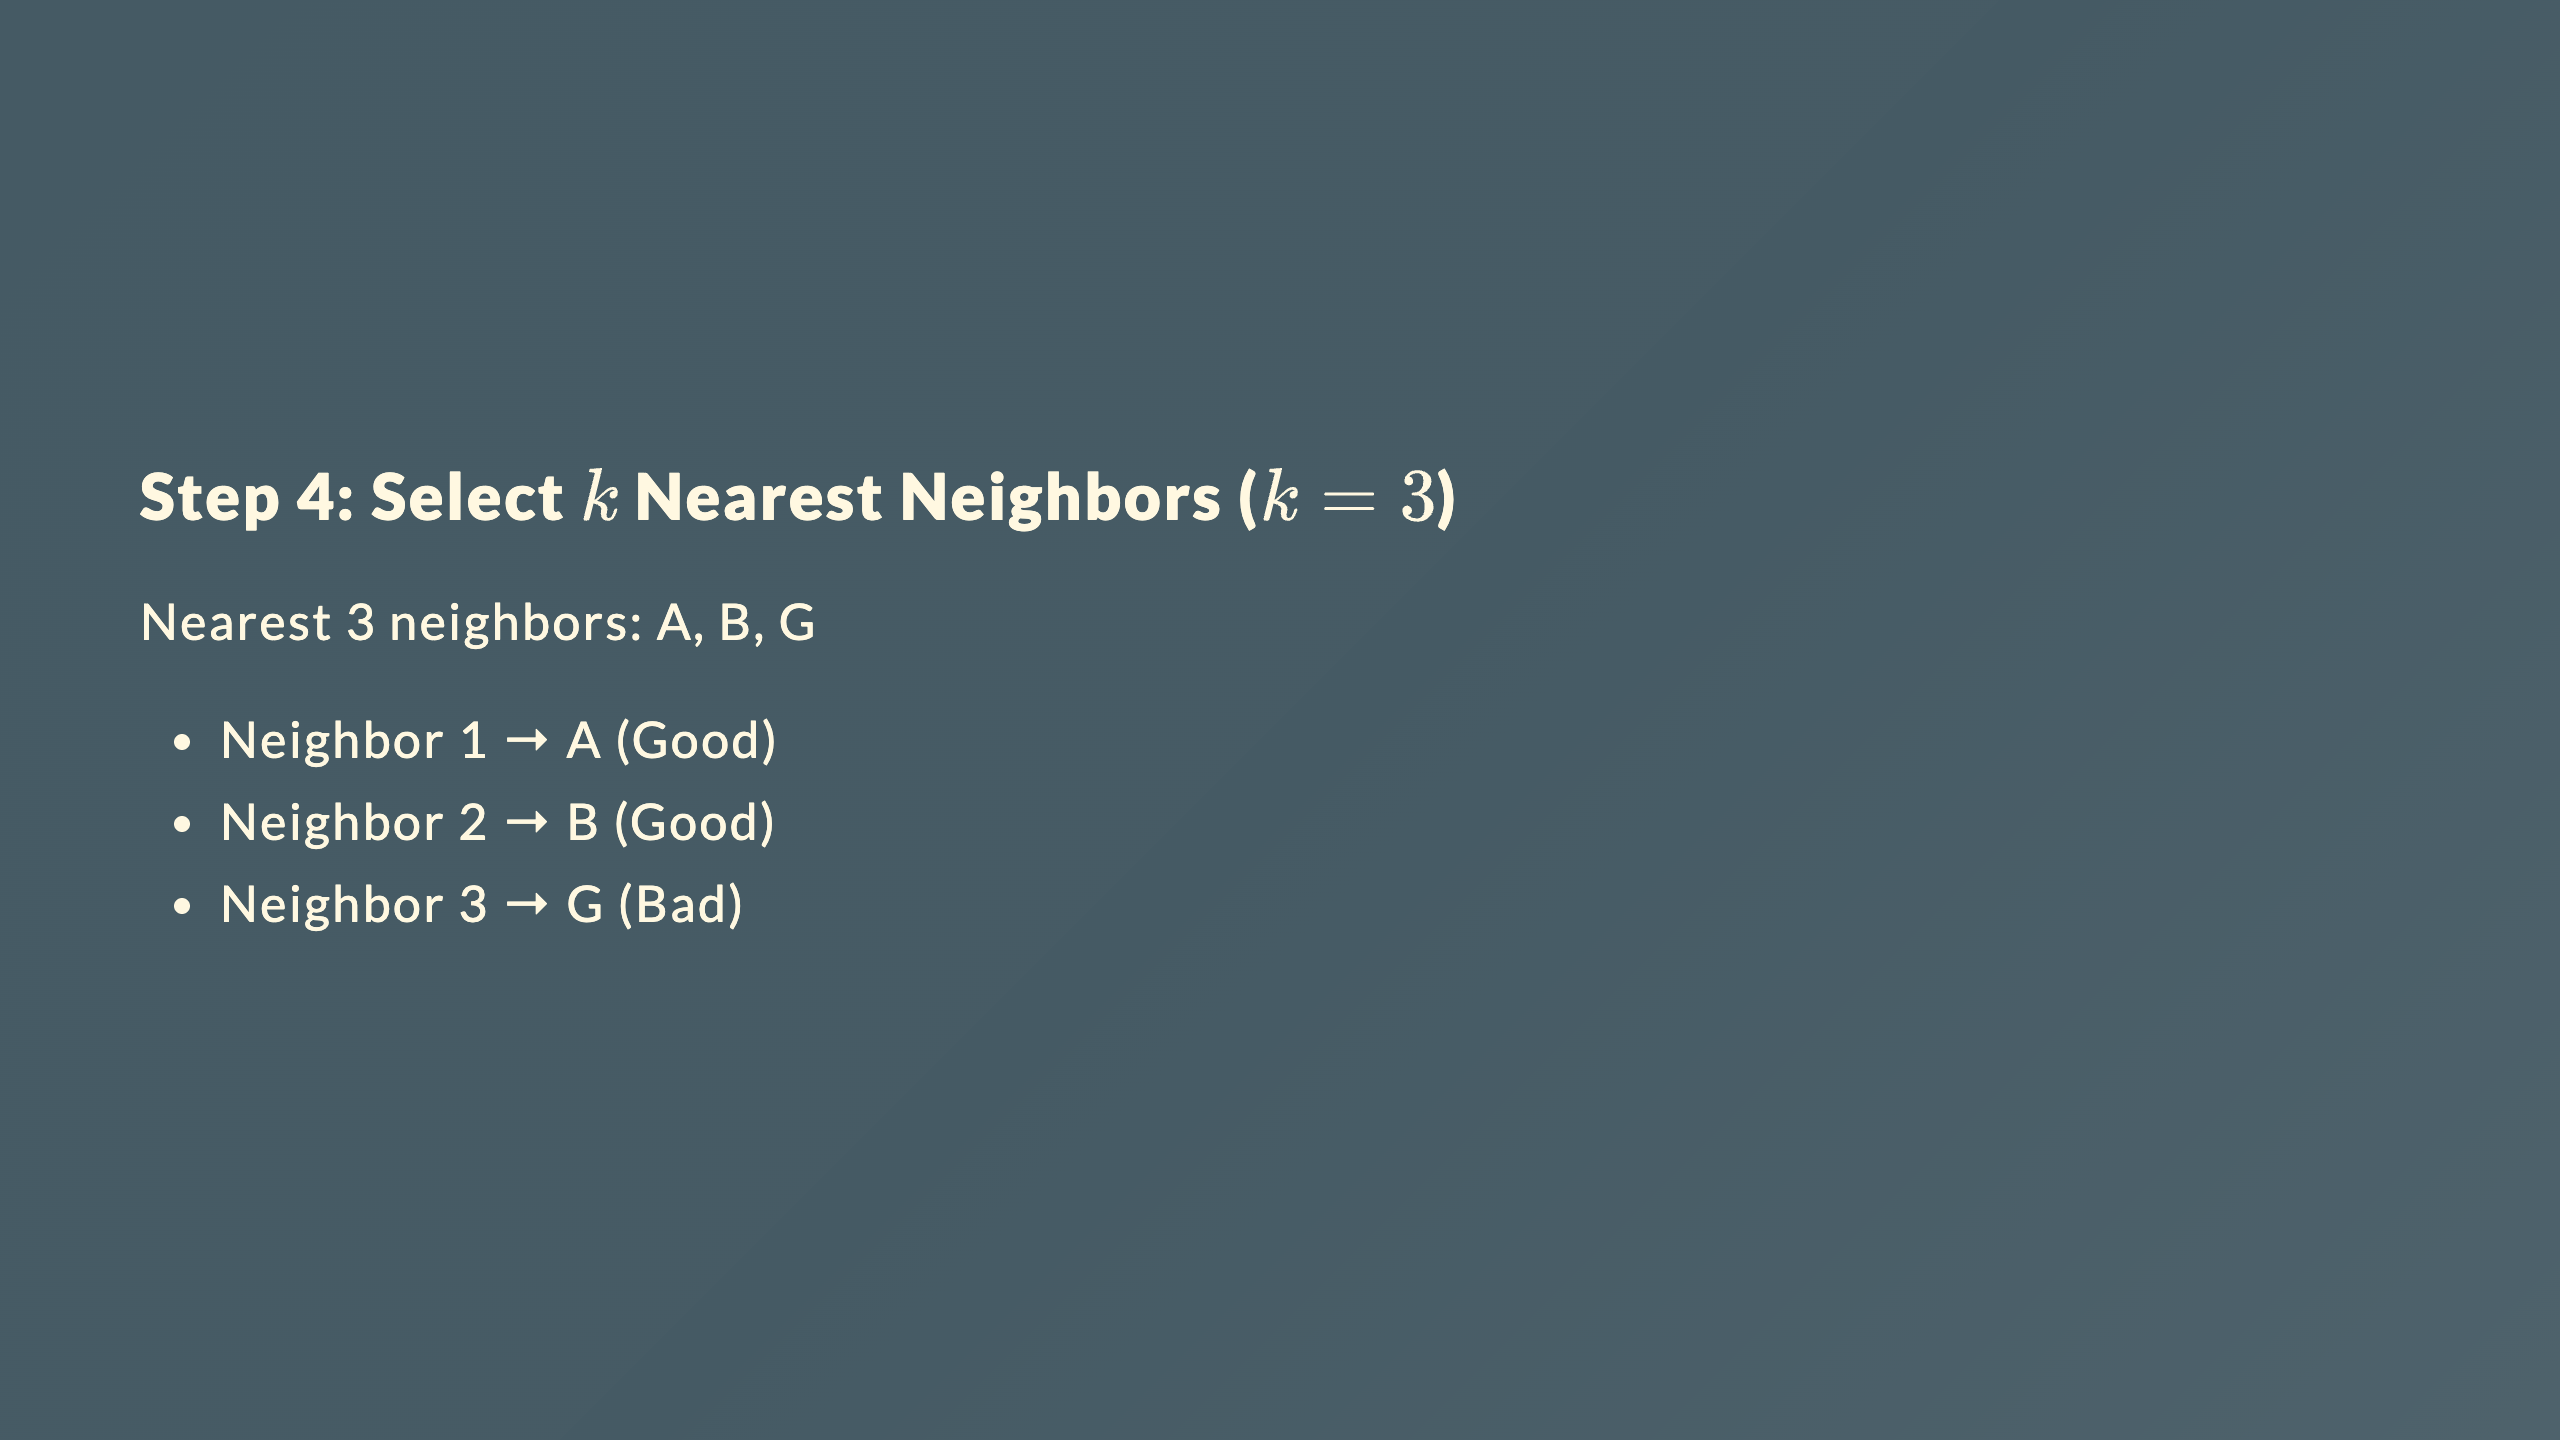 Step 4: Select k Nearest Neighbors (k = 3)
Nearest 3 neighbors: A, B, G
• Neighbor 1 → A (Good)
• Neighbor 2 → B (Good)
• Neighbor 3 → G (Bad)